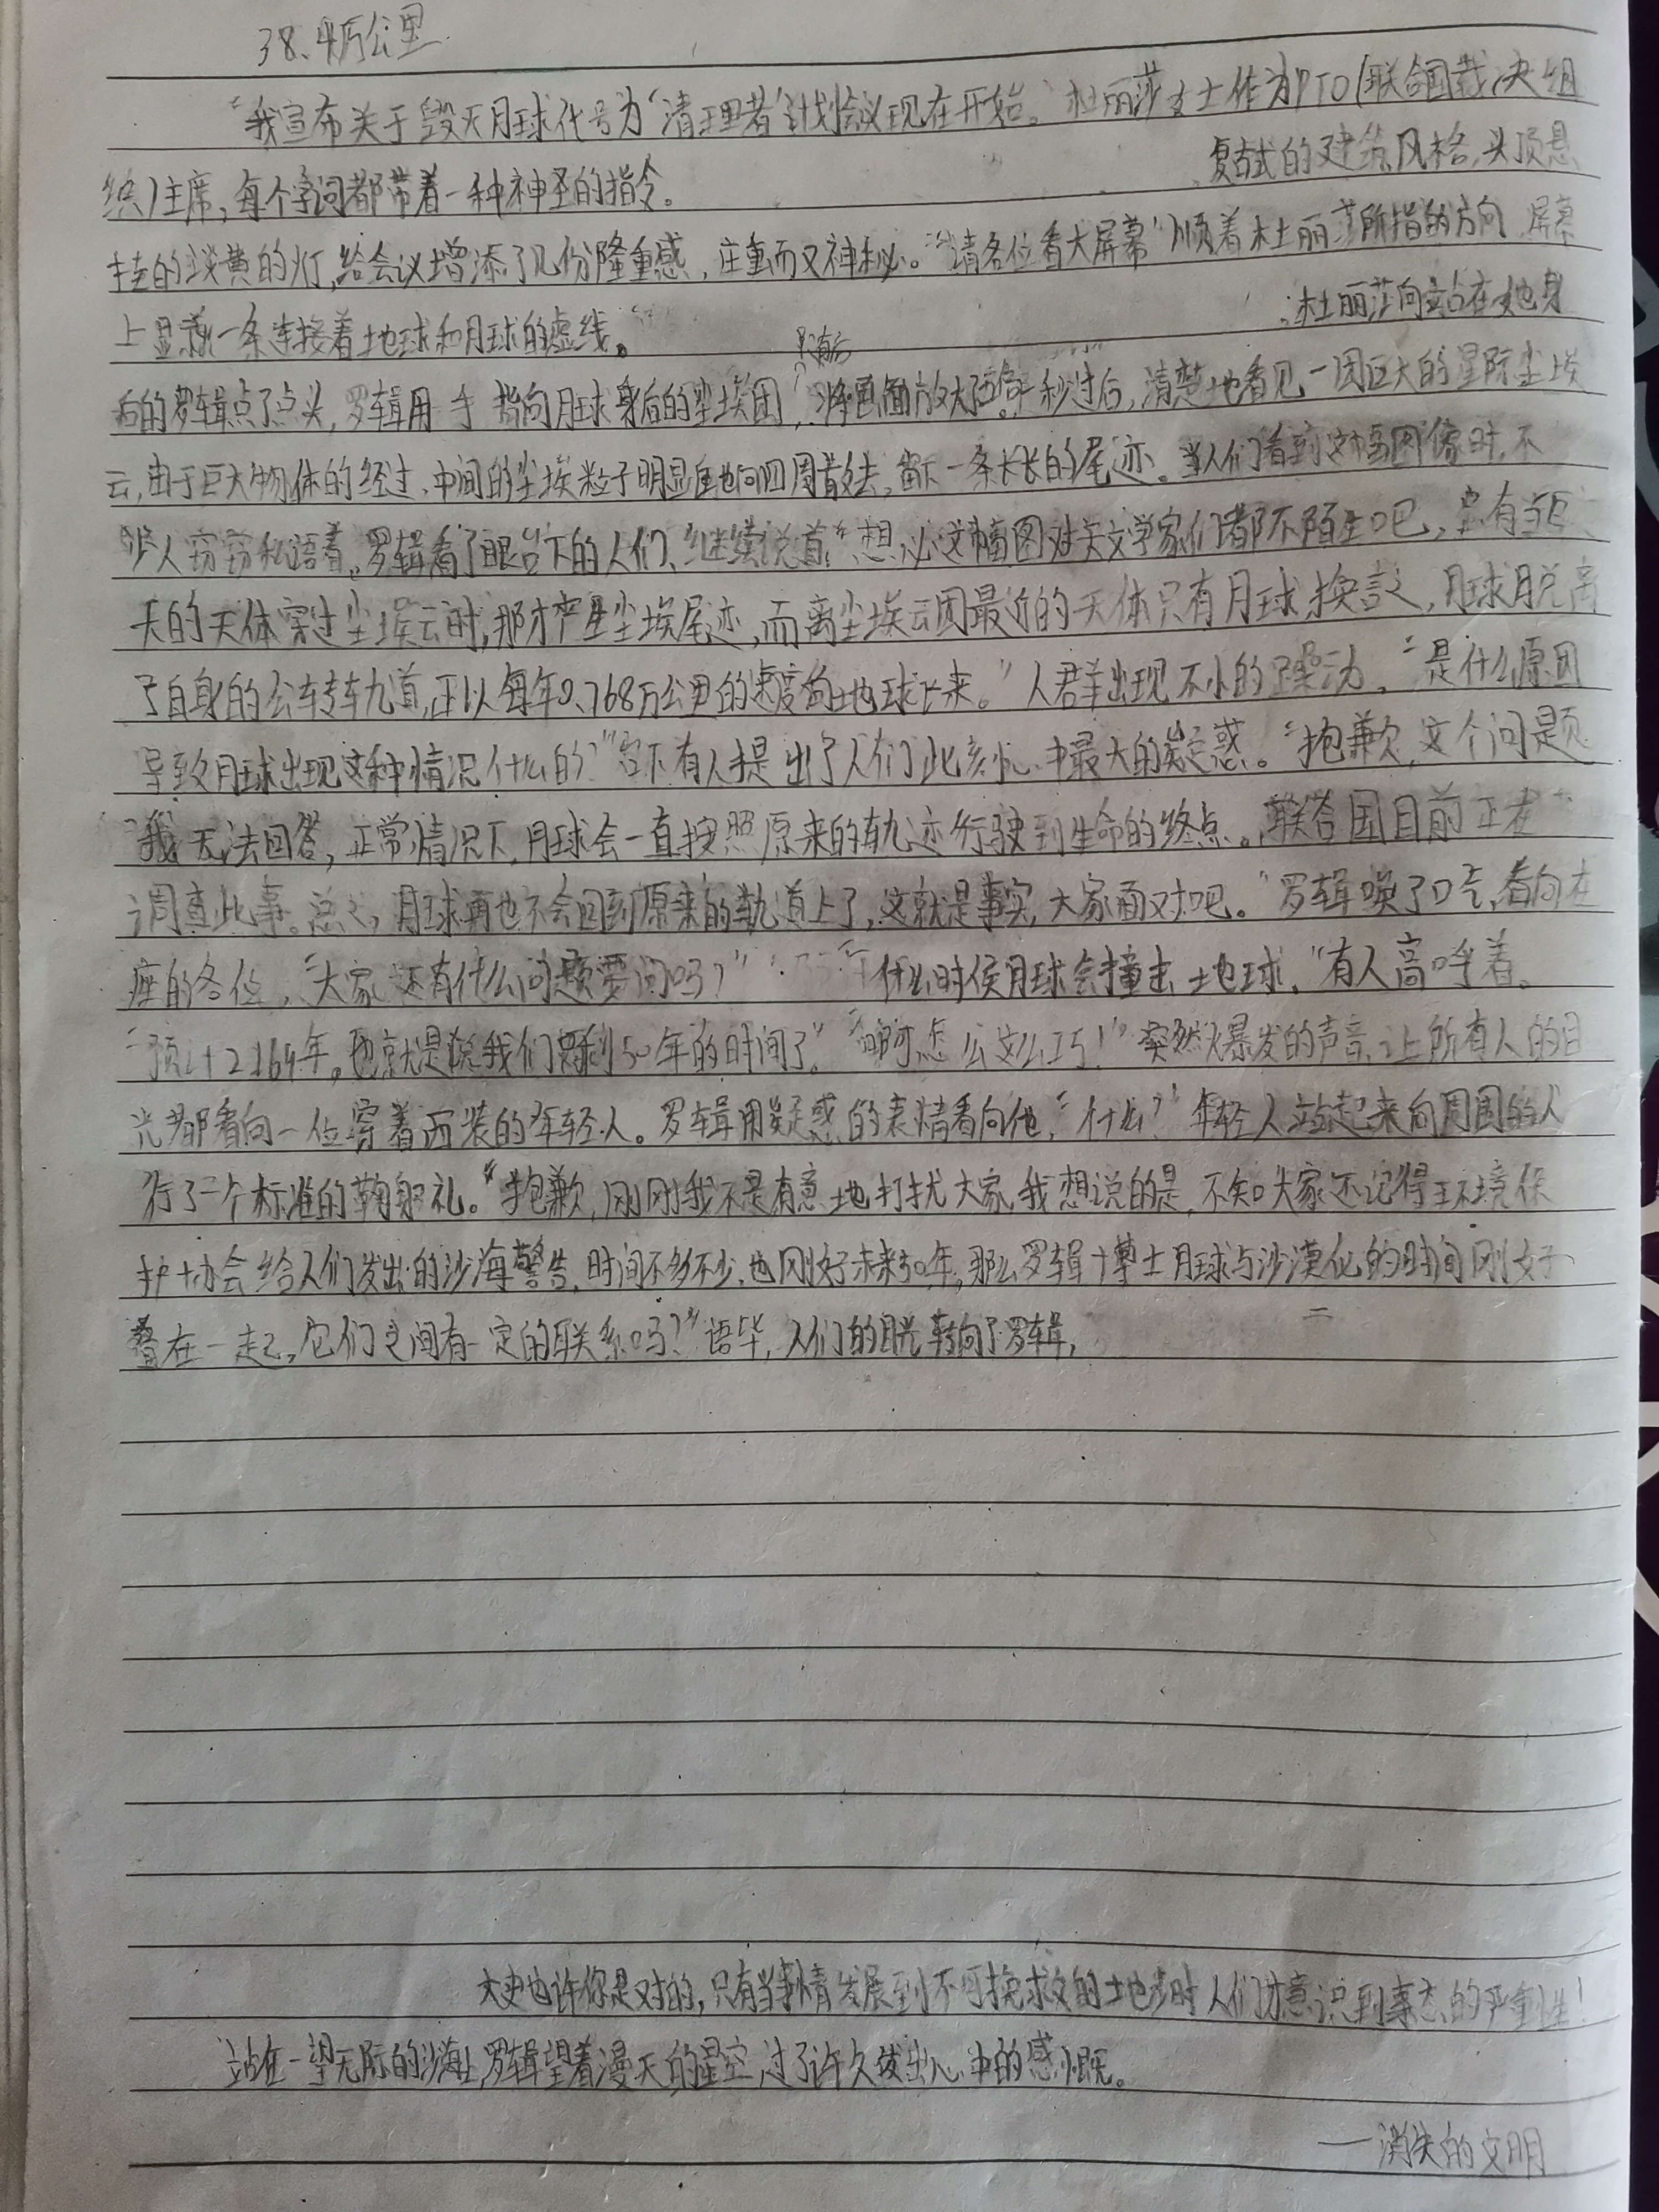 38、4万公里
“我宣布关于毁灭月球代号为‘清理者’计划会议现在开始。”杜丽莎女士作为PTO(联合国裁决组
织)主席,每个字词都带着一种神圣的指令。 复古式的建筑风格,头顶悬
挂的浅黄的灯,给会议增添了几份隆重感,庄重而又神秘。“请各位看大屏幕”顺着杜丽莎所指的方向 屏幕
上显示一条连接着地球和月球的虚线。 杜丽莎向站在她身
后的罗辑点了点头,罗辑用手指向月球身后的尘埃团,将画面放大 秒过后,清楚地看见一团巨大的星际尘埃
云,由于巨大物体的经过,中间的尘埃粒子明显地向四周散去,留下一条长长的尾迹。当人们看到这幅图像时,不
少人窃窃私语着。罗辑看了眼台下的人们,继续说道“想必这幅图对天文学家们都不陌生吧,只有当巨
大的天体穿过尘埃云时,那才产生尘埃尾迹,而离尘埃云团最近的天体只有月球,换言之,月球脱离
了自身的公转轨道,正以每年0.768万公里的速度向地球飞来。”人群出现不小的躁动,“是什么原因
导致月球出现这种情况什么的”台下有人提出了人们此刻心中最大的疑惑。“抱歉,这个问题
我无法回答,正常情况下,月球会一直按照原来的轨迹行驶到生命的终点。联合国目前正在
调查此事。总之,月球再也不会回到原来的轨道上了,这就是事实,大家面对吧。”罗辑唤了口气,看向在
座的各位,“大家还有什么问题要问吗?” “什么时侯月球会撞击地球,”有人高呼着。
“预计2164年。也就是说我们只剩50年的时间了。”“啊,怎么这么巧!”突然爆发的声音,让所有人的目
光都看向一位穿着西装的年轻人。罗辑用疑惑的表情看向他,“什么?”年轻人站起来向周围的人
行了一个标准的鞠躬礼。“抱歉,刚刚我不是有意地打扰大家,我想说的是,不知大家还记得环境保
护协会给人们发出的沙海警告,时间不多不少,也刚好未来50年,那么罗辑博士月球与沙漠化的时间刚好
叠在一起,它们之间有一定的联系吗?”语毕,人们的目光转向了罗辑,
大史也许你是对的,只有当事情发展到不可挽救的地步时人们才意识到事态的严重性!
站在一望无际的沙海上,罗辑望着漫天的星空,过了许久发出心中的感慨。
——消失的文明